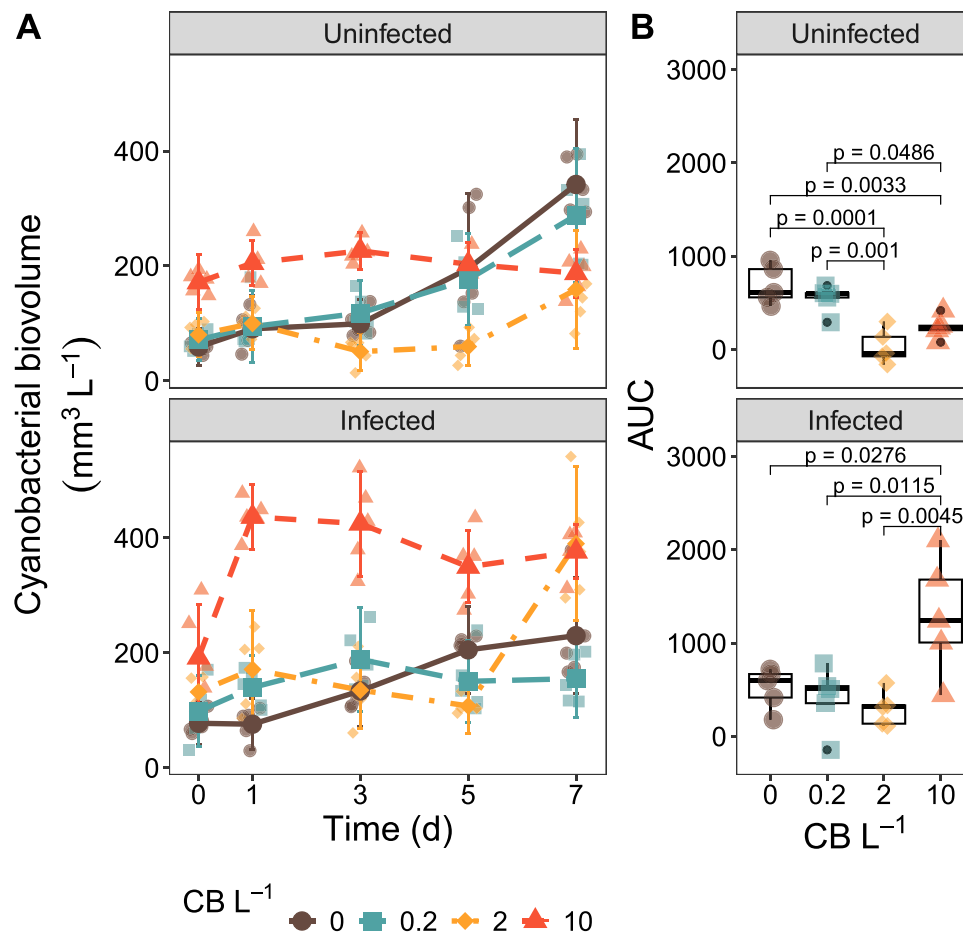 A
Uninfected
400
200
0
Infected
400
200
0
0 1 3 5 7
Time (d)
Cyanobacterial biovolume
(mm³ L⁻¹)
B
Uninfected
3000
2000
1000
0
p = 0.0486
p = 0.0033
p = 0.0001
p = 0.001
AUC
Infected
3000
2000
1000
0
p = 0.0276
p = 0.0115
p = 0.0045
0 0.2 2 10
CB L⁻¹
CB L⁻¹ 0 0.2 2 10